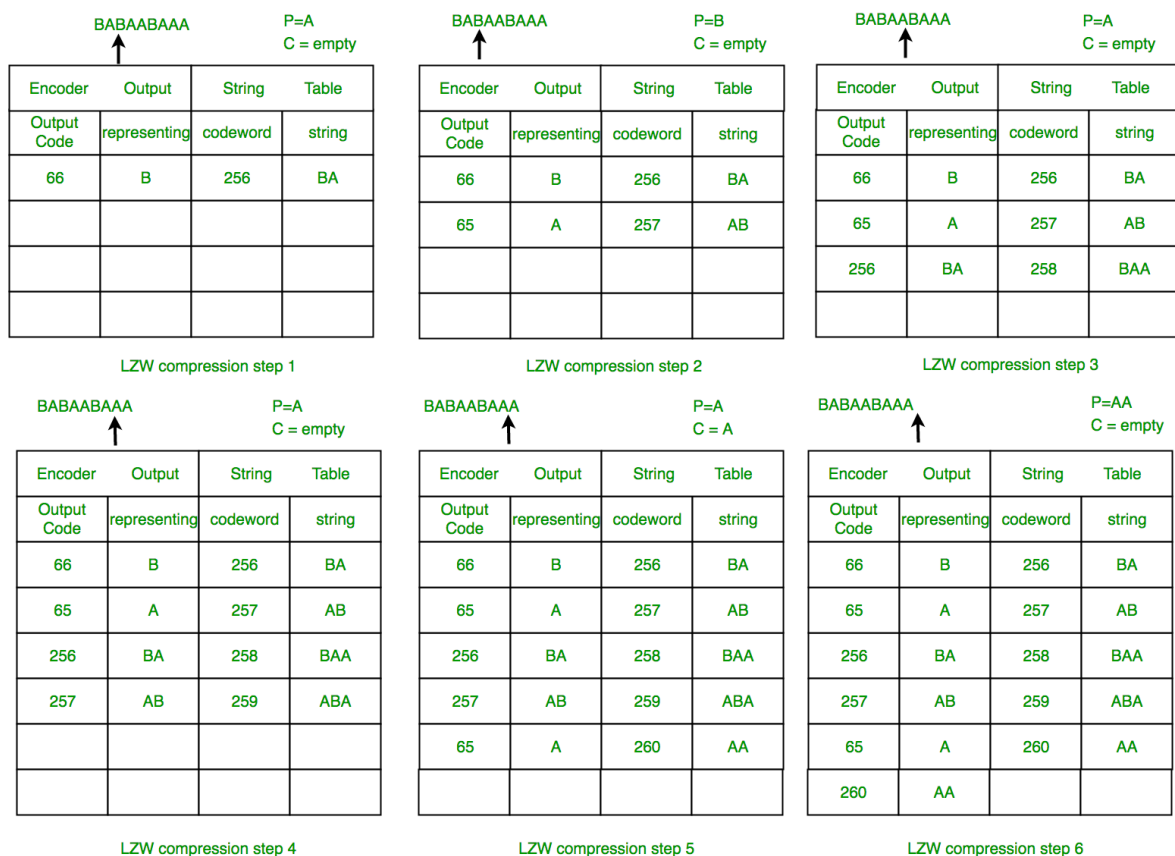 BABAABAAA P=A
C = empty
Encoder Output String Table
Output Code representing codeword string
66 B 256 BA
LZW compression step 1
BABAABAAA P=B
C = empty
Encoder Output String Table
Output Code representing codeword string
66 B 256 BA
65 A 257 AB
LZW compression step 2
BABAABAAA P=A
C = empty
Encoder Output String Table
Output Code representing codeword string
66 B 256 BA
65 A 257 AB
256 BA 258 BAA
LZW compression step 3
BABAABAAA P=A
C = empty
Encoder Output String Table
Output Code representing codeword string
66 B 256 BA
65 A 257 AB
256 BA 258 BAA
257 AB 259 ABA
LZW compression step 4
BABAABAAA P=A
C = A
Encoder Output String Table
Output Code representing codeword string
66 B 256 BA
65 A 257 AB
256 BA 258 BAA
257 AB 259 ABA
65 A 260 AA
LZW compression step 5
BABAABAAA P=AA
C = empty
Encoder Output String Table
Output Code representing codeword string
66 B 256 BA
65 A 257 AB
256 BA 258 BAA
257 AB 259 ABA
65 A 260 AA
260 AA
LZW compression step 6